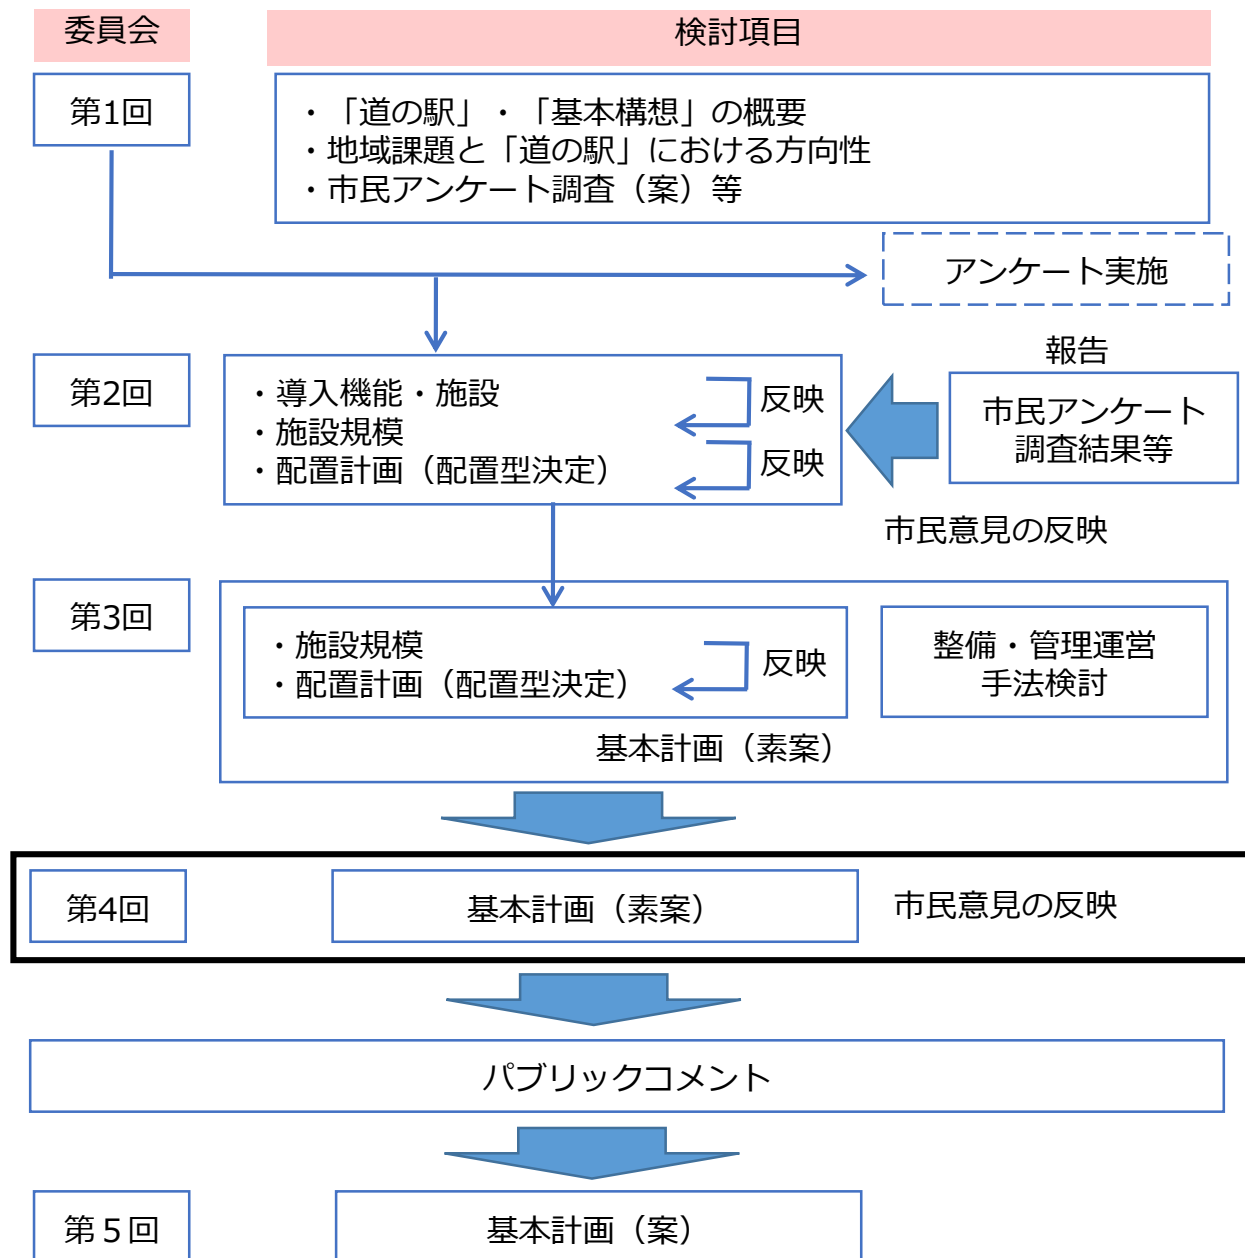 委員会
検討項目
第1回
・「道の駅」・「基本構想」の概要
・地域課題と「道の駅」における方向性
・市民アンケート調査（案）等
アンケート実施
第2回
・導入機能・施設
・施設規模
・配置計画（配置型決定）
反映
反映
報告
市民アンケート
調査結果等
市民意見の反映
第3回
・施設規模
・配置計画（配置型決定）
反映
整備・管理運営
手法検討
基本計画（素案）
第4回
基本計画（素案）
市民意見の反映
パブリックコメント
第５回
基本計画（案）